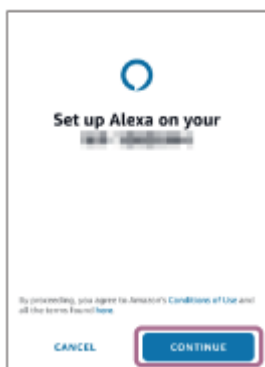 Set up Alexa on your
By proceeding, you agree to Amazon's Conditions of Use and
all the terms found here.
CANCEL
CONTINUE